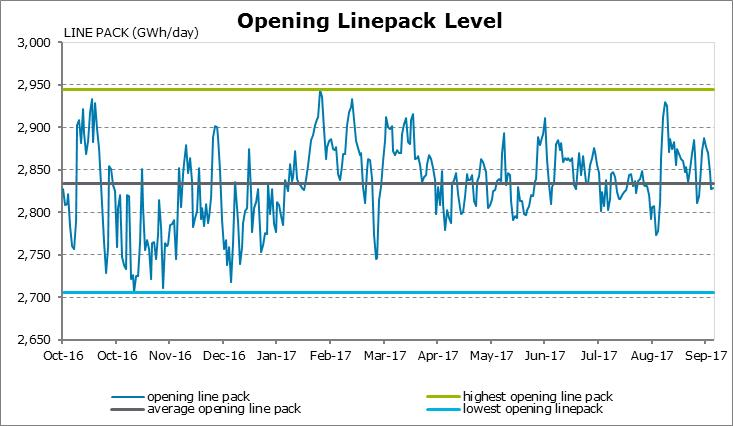 Opening Linepack Level
LINE PACK (GWh/day)
3,000
2,950
2,900
2,850
2,800
2,750
2,700
2,650
Oct-16 Oct-16 Nov-16 Dec-16 Jan-17 Feb-17 Mar-17 Apr-17 May-17 Jun-17 Jul-17 Aug-17 Sep-17
opening line pack highest opening line pack
average opening line pack lowest opening linepack